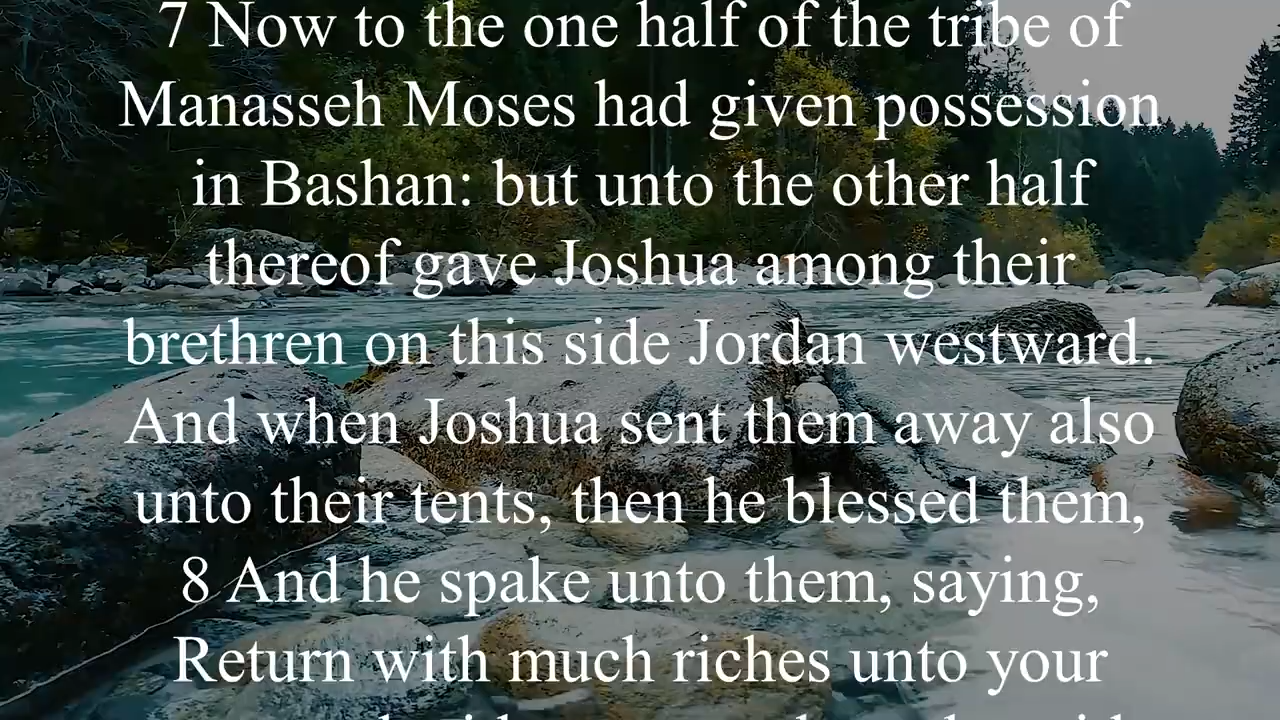 7 Now to the one half of the tribe of
Manasseh Moses had given possession
in Bashan: but unto the other half
thereof gave Joshua among their
brethren on this side Jordan westward.
And when Joshua sent them away also
unto their tents, then he blessed them,
8 And he spake unto them, saying,
Return with much riches unto your